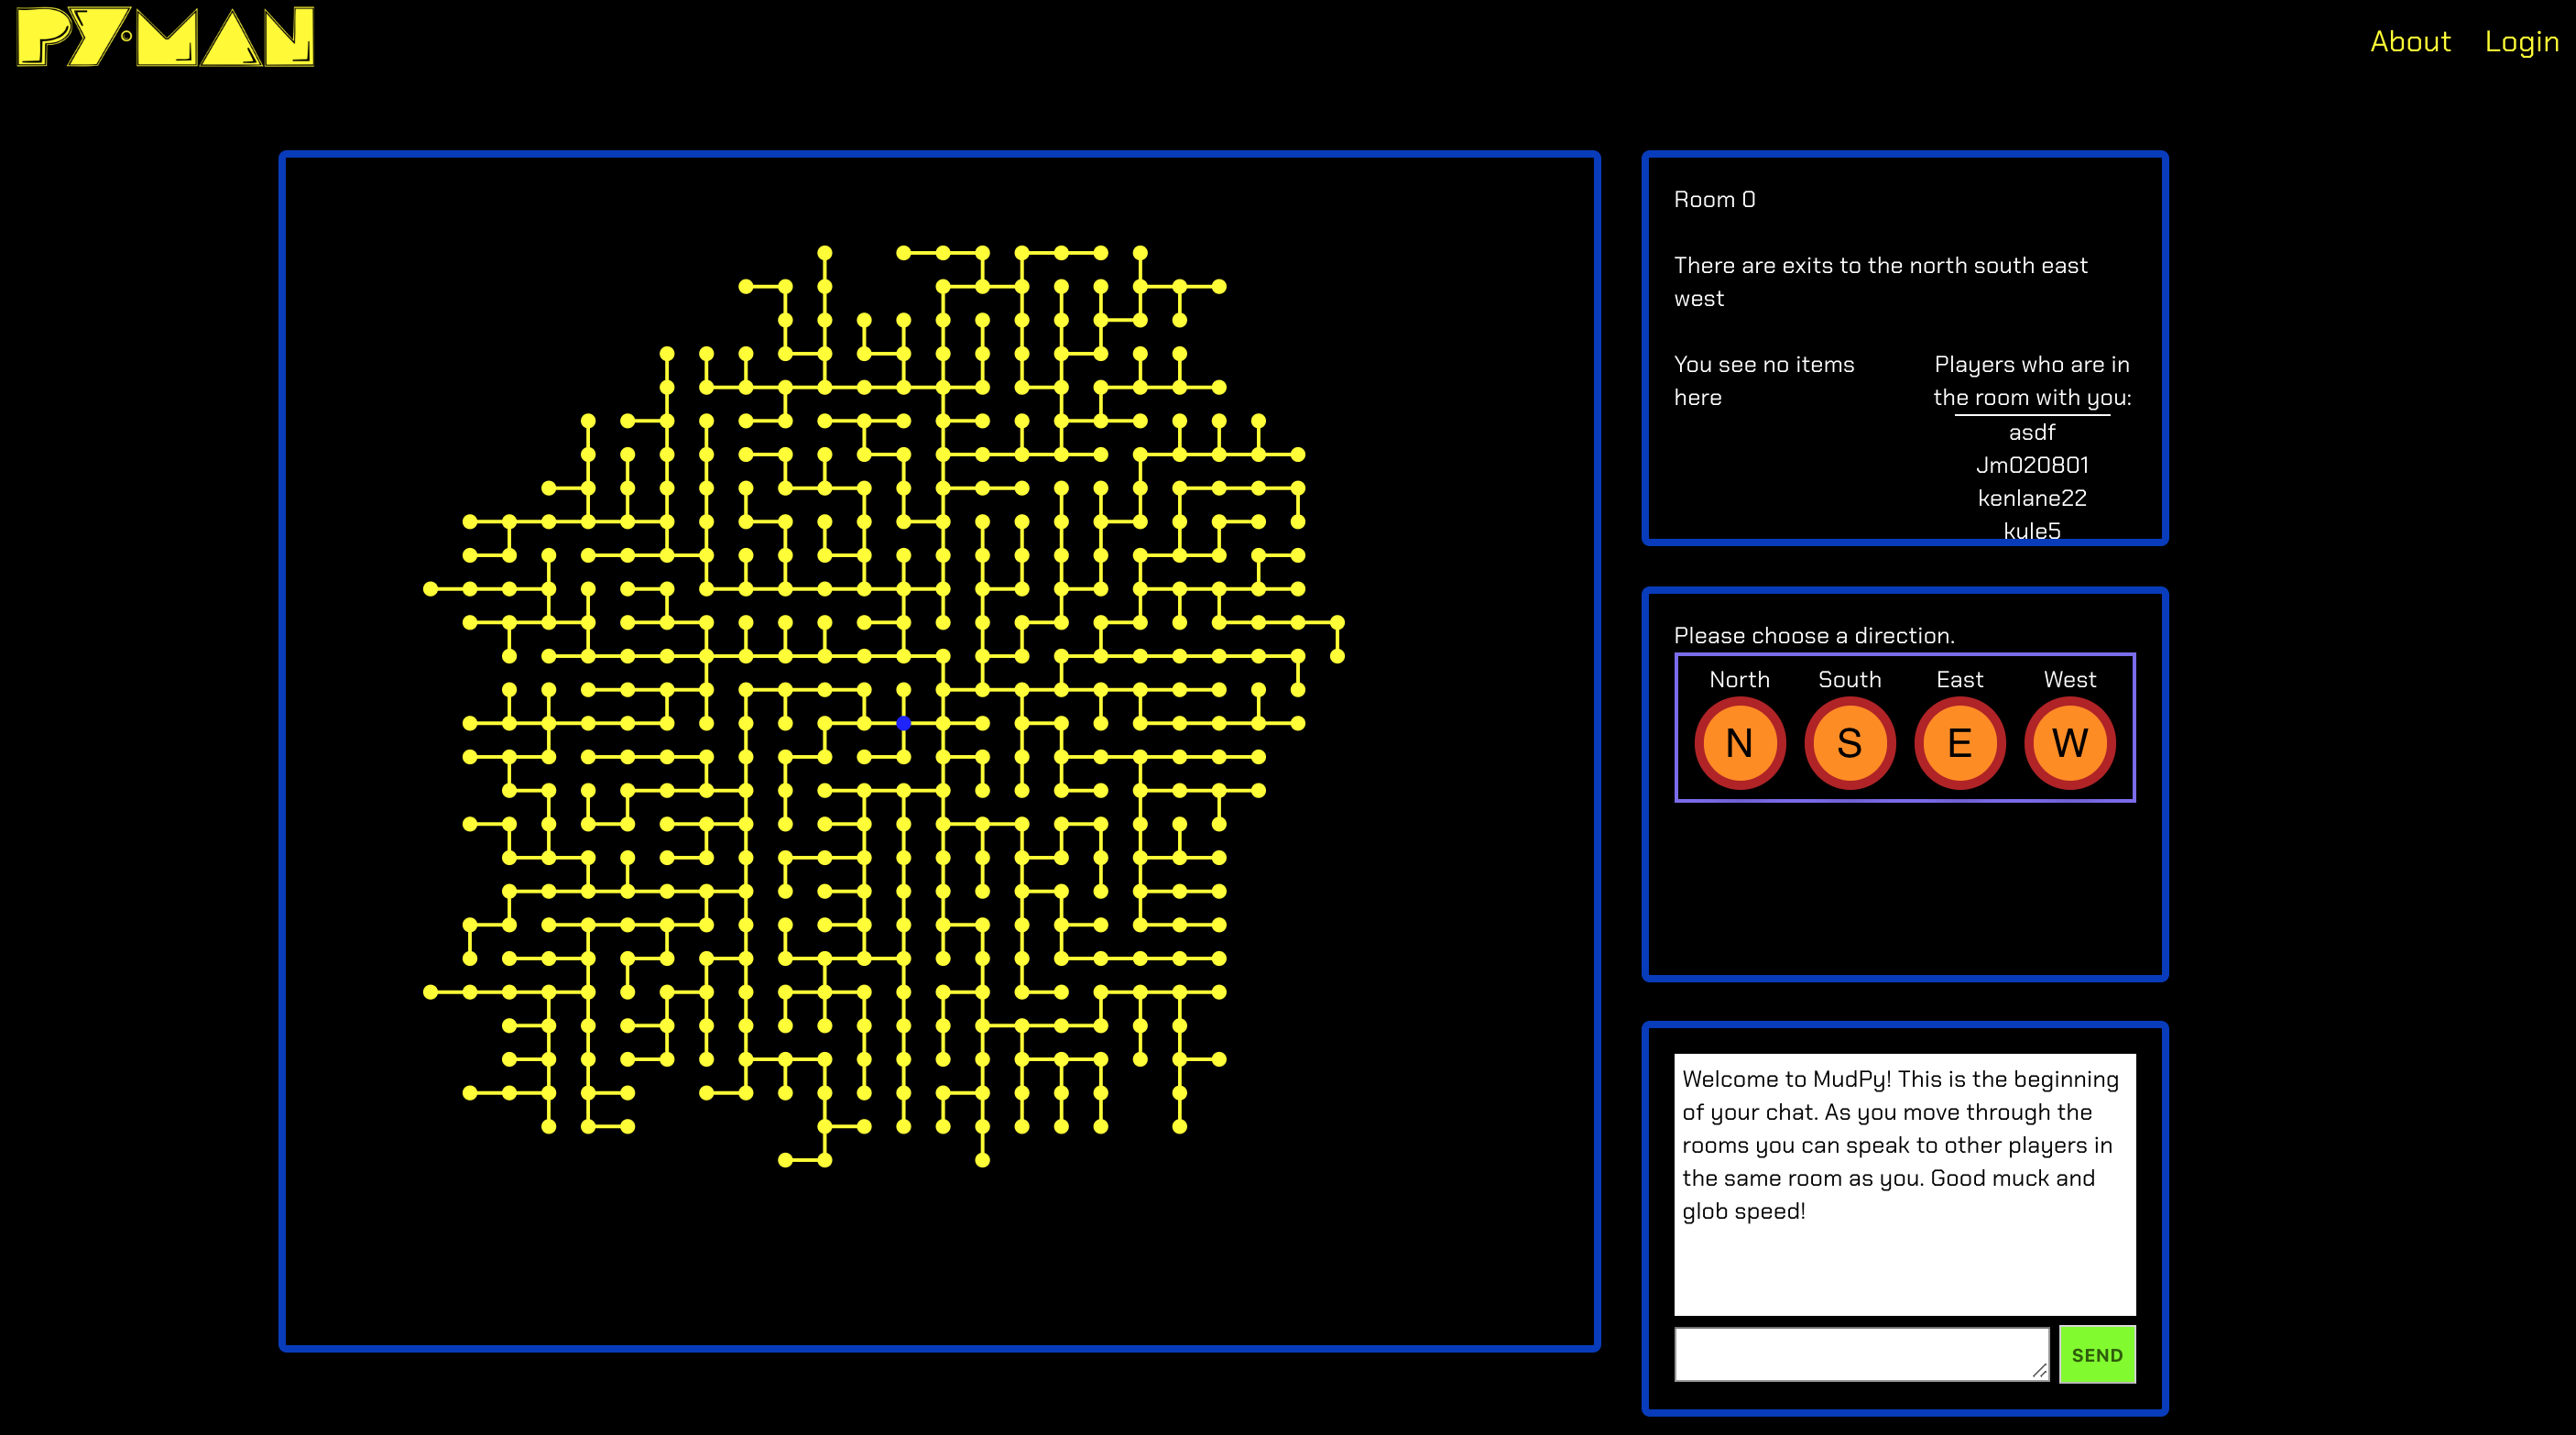 PY·MAN
About Login
Room 0
There are exits to the north south east
west
You see no items
here
Players who are in
the room with you:
asdf
Jm020801
kenlane22
kyle5
Please choose a direction.
North South East West
N S E W
Welcome to MudPy! This is the beginning
of your chat. As you move through the
rooms you can speak to other players in
the same room as you. Good muck and
glob speed!
SEND